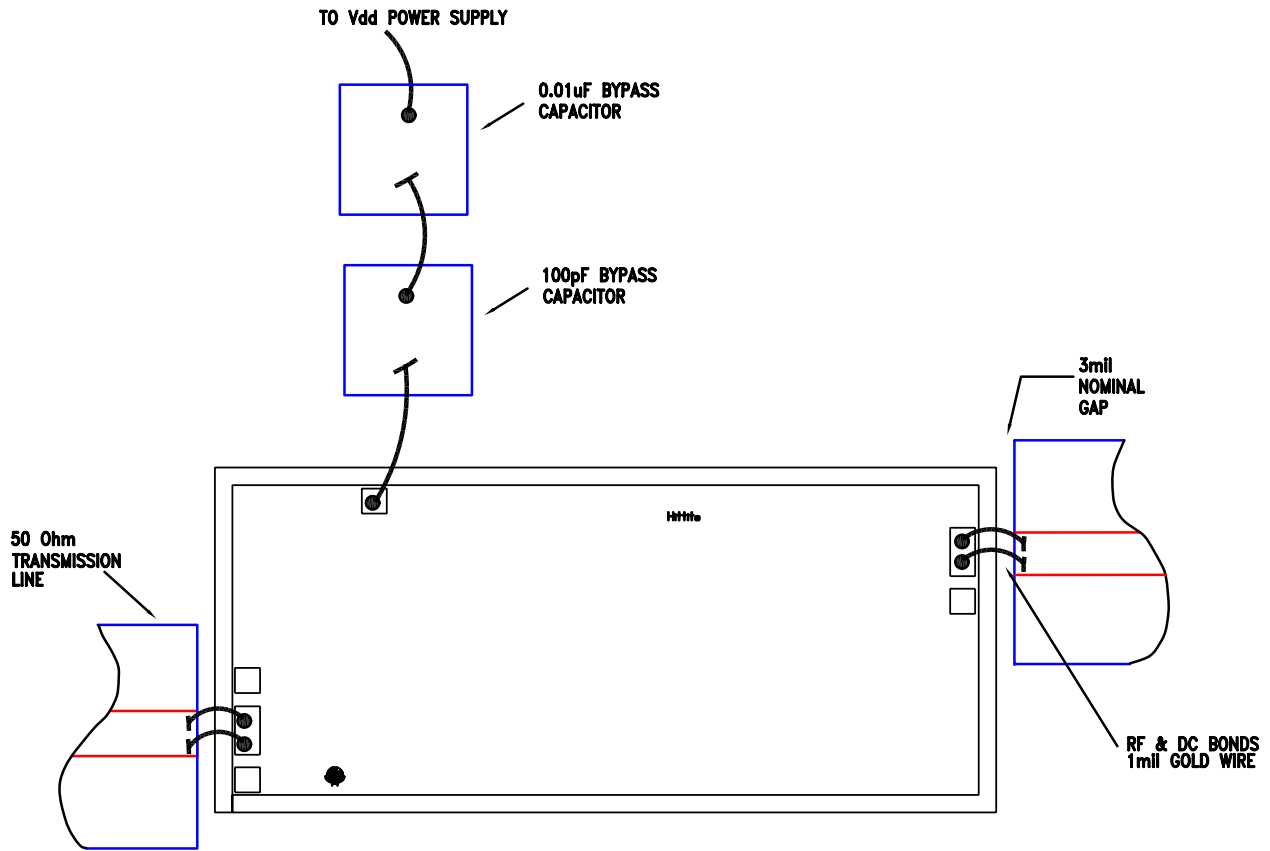 TO Vdd POWER SUPPLY
0.01uF BYPASS
CAPACITOR
100pF BYPASS
CAPACITOR
3mil
NOMINAL
GAP
Hittite
50 Ohm
TRANSMISSION
LINE
RF & DC BONDS
1mil GOLD WIRE